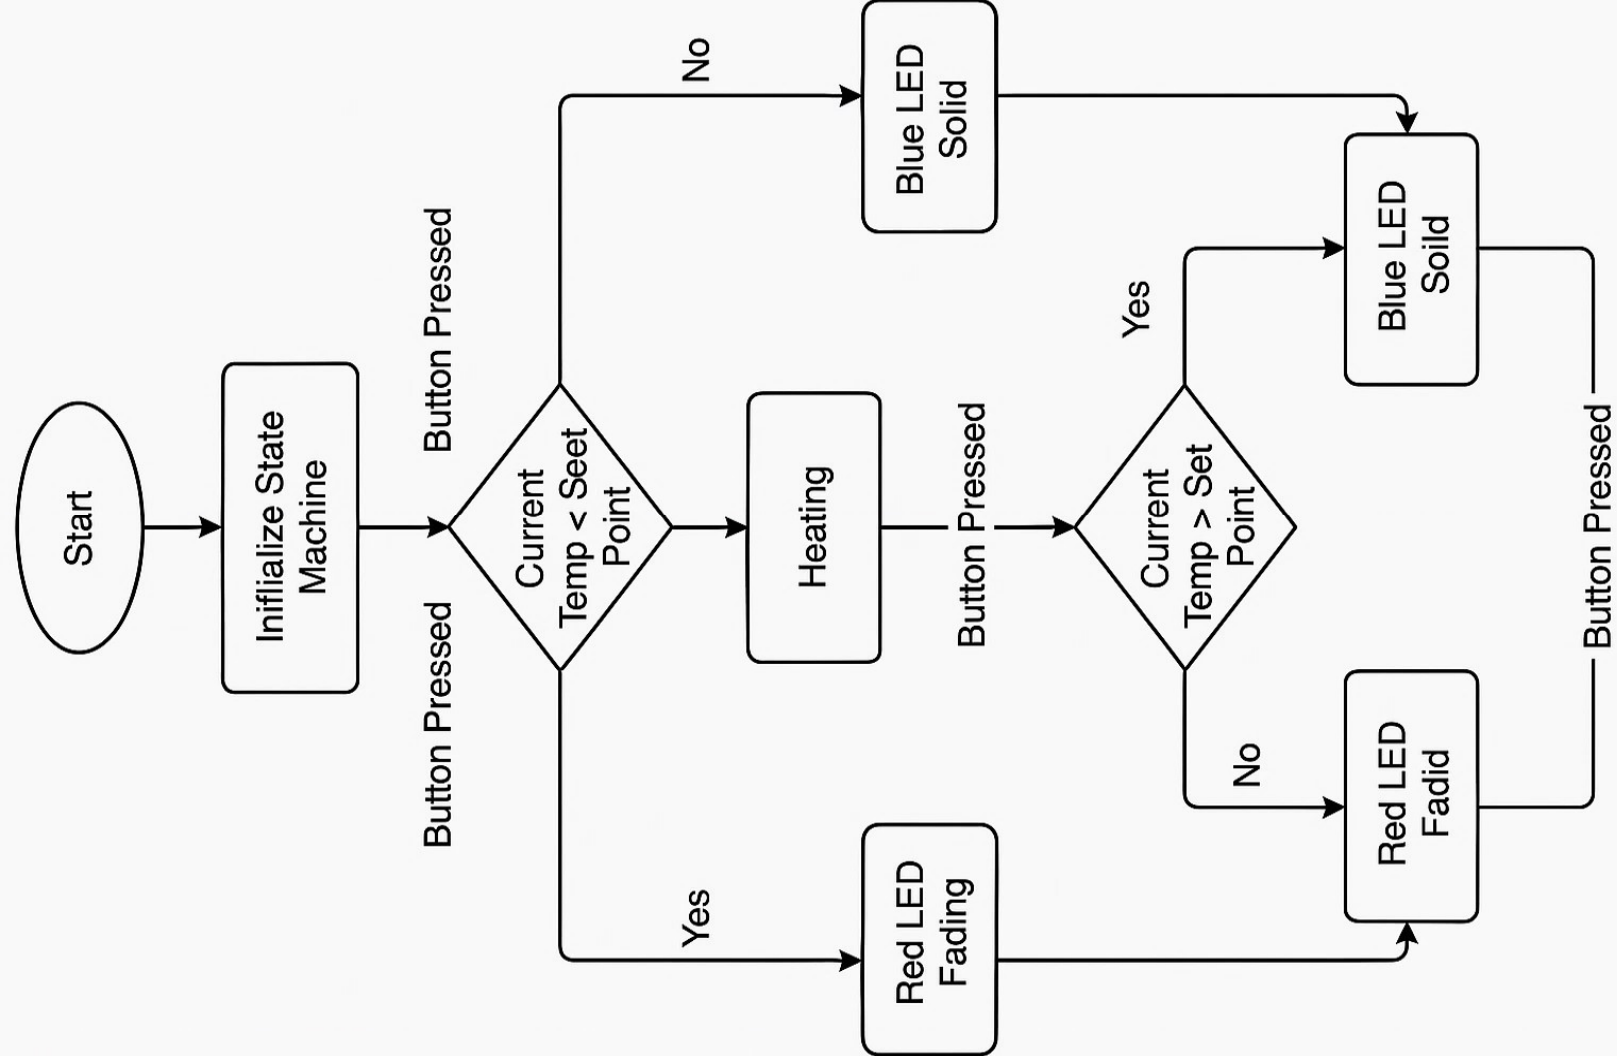 Start
Iniflialize State
Machine
Button Pressed
Button Pressed
Current
Temp < Seet
Point
Yes
No
Heating
Red LED
Fading
Blue LED
Solid
Button Pressed
Current
Temp > Set
Point
No
Yes
Red LED
Fadid
Blue LED
Soild
Button Pressed